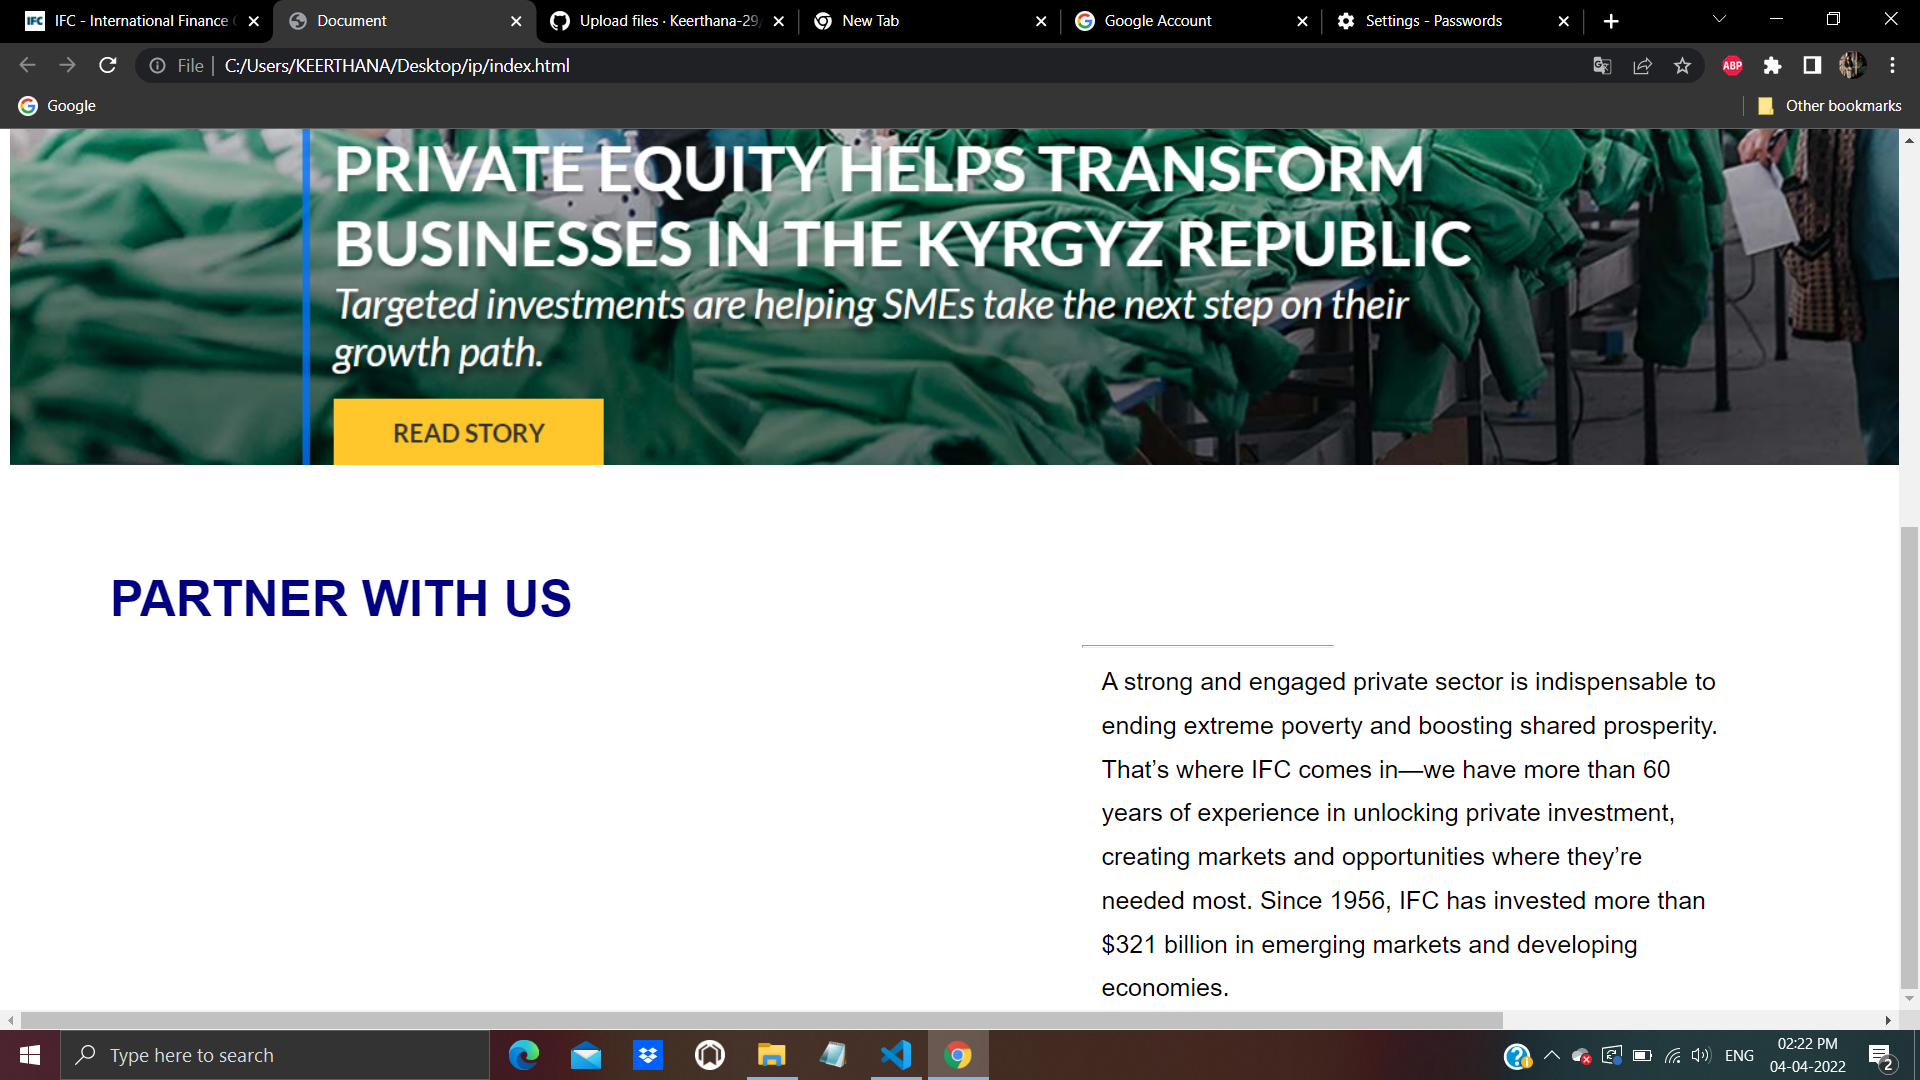 IFC - International Finance
Document
Upload files · Keerthana-29
New Tab
Google Account
Settings - Passwords
File
C:/Users/KEERTHANA/Desktop/ip/index.html
ABP
Google
Other bookmarks
PRIVATE EQUITY HELPS TRANSFORM
BUSINESSES IN THE KYRGYZ REPUBLIC
Targeted investments are helping SMEs take the next step on their
growth path.
READ STORY
PARTNER WITH US
A strong and engaged private sector is indispensable to
ending extreme poverty and boosting shared prosperity.
That’s where IFC comes in—we have more than 60
years of experience in unlocking private investment,
creating markets and opportunities where they’re
needed most. Since 1956, IFC has invested more than
$321 billion in emerging markets and developing
economies.
Type here to search
ENG
02:22 PM
04-04-2022
2